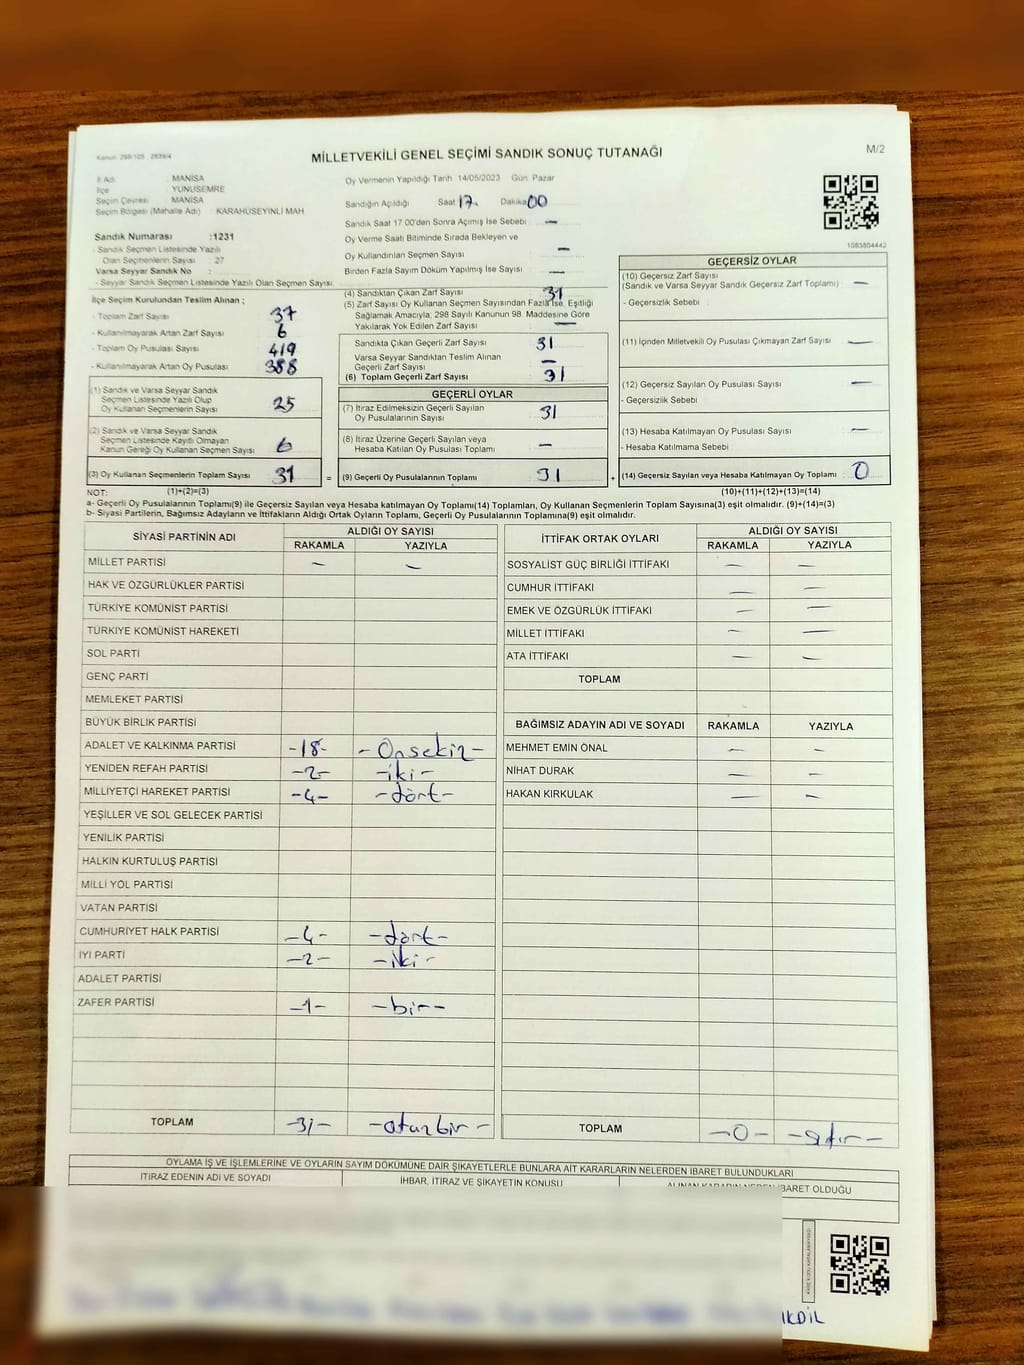 Kanun: 298/105 , 2839/4
MİLLETVEKİLİ GENEL SEÇİMİ SANDIK SONUÇ TUTANAĞI
M/2
İl Adı MANİSA
İlçe YUNUSEMRE
Seçim Çevresi MANİSA
Seçim Bölgesi (Mahalle Adı) KARAHÜSEYİNLİ MAH
Oy Vermenin Yapıldığı Tarih 14/05/2023 Gün: Pazar
Sandığın Açıldığı Saat 17 Dakika 00
Sandık Saat 17.00'den Sonra Açımış İse Sebebi —
Oy Verme Saati Bitiminde Sırada Bekleyen ve
Oy Kullandırılan Seçmen Sayısı —
Birden Fazla Sayım Döküm Yapılmış İse Sayısı —
1083804442
Sandık Numarası :1231
- Sandık Seçmen Listesinde Yazılı
Olan Seçmenlerin Sayısı : 27
Varsa Seyyar Sandık No :
- Seyyar Sandık Seçmen Listesinde Yazılı Olan Seçmen Sayısı
İlçe Seçim Kurulundan Teslim Alınan ;
- Toplam Zarf Sayısı 37
- Kullanılmayarak Artan Zarf Sayısı 6
- Toplam Oy Pusulası Sayısı 419
- Kullanılmayarak Artan Oy Pusulası 388
(1) Sandık ve Varsa Seyyar Sandık
Seçmen Listesinde Yazılı Olup
Oy Kullanan Seçmenlerin Sayısı 25
(2) Sandık ve Varsa Seyyar Sandık
Seçmen Listesinde Kaydı Olmayan
Kanun Gereği Oy Kullanan Seçmen Sayısı 6
(3) Oy Kullanan Seçmenlerin Toplam Sayısı 31
(4) Sandıktan Çıkan Zarf Sayısı 31
(5) Zarf Sayısı Oy Kullanan Seçmen Sayısından Fazla İse, Eşitliği
Sağlamak Amacıyla, 298 Sayılı Kanunun 98. Maddesine Göre
Yakılarak Yok Edilen Zarf Sayısı —
Sandıkta Çıkan Geçerli Zarf Sayısı 31
Varsa Seyyar Sandıktan Teslim Alınan
Geçerli Zarf Sayısı —
(6) Toplam Geçerli Zarf Sayısı 31
GEÇERLİ OYLAR
(7) İtiraz Edilmeksizin Geçerli Sayılan
Oy Pusulalarının Sayısı 31
(8) İtiraz Üzerine Geçerli Sayılan veya
Hesaba Katılan Oy Pusulası Toplamı —
= (9) Geçerli Oy Pusulalarının Toplamı 31
GEÇERSİZ OYLAR
(10) Geçersiz Zarf Sayısı
(Sandık ve Varsa Seyyar Sandık Geçersiz Zarf Toplamı) —
- Geçersizlik Sebebi
(11) İçinden Milletvekili Oy Pusulası Çıkmayan Zarf Sayısı —
(12) Geçersiz Sayılan Oy Pusulası Sayısı —
- Geçersizlik Sebebi
(13) Hesaba Katılmayan Oy Pusulası Sayısı —
- Hesaba Katılmama Sebebi
+ (14) Geçersiz Sayılan veya Hesaba Katılmayan Oy Toplamı 0
NOT: (1)+(2)=(3)
(10)+(11)+(12)+(13)=(14)
a- Geçerli Oy Pusulalarının Toplamı(9) ile Geçersiz Sayılan veya Hesaba katılmayan Oy Toplamı(14) Toplamları, Oy Kullanan Seçmenlerin Toplam Sayısına(3) eşit olmalıdır. (9)+(14)=(3)
b- Siyasi Partilerin, Bağımsız Adayların ve İttifakların Aldığı Ortak Oyların Toplamı, Geçerli Oy Pusulalarının Toplamına(9) eşit olmalıdır.
SİYASİ PARTİNİN ADI ALDIĞI OY SAYISI
RAKAMLA YAZIYLA
MİLLET PARTİSİ — —
HAK VE ÖZGÜRLÜKLER PARTİSİ
TÜRKİYE KOMÜNİST PARTİSİ
TÜRKİYE KOMÜNİST HAREKETİ
SOL PARTİ
GENÇ PARTİ
MEMLEKET PARTİSİ
BÜYÜK BİRLİK PARTİSİ
ADALET VE KALKINMA PARTİSİ -18- -Onsekiz-
YENİDEN REFAH PARTİSİ -2- -iki-
MİLLİYETÇİ HAREKET PARTİSİ -4- -dört-
YEŞİLLER VE SOL GELECEK PARTİSİ
YENİLİK PARTİSİ
HALKIN KURTULUŞ PARTİSİ
MİLLİ YOL PARTİSİ
VATAN PARTİSİ
CUMHURİYET HALK PARTİSİ -4- -dört-
İYİ PARTİ -2- -iki-
ADALET PARTİSİ
ZAFER PARTİSİ -1- -bir-
TOPLAM -31- -otuzbir-
İTTİFAK ORTAK OYLARI ALDIĞI OY SAYISI
RAKAMLA YAZIYLA
SOSYALİST GÜÇ BİRLİĞİ İTTİFAKI — —
CUMHUR İTTİFAKI — —
EMEK VE ÖZGÜRLÜK İTTİFAKI — —
MİLLET İTTİFAKI — —
ATA İTTİFAKI — —
TOPLAM
BAĞIMSIZ ADAYIN ADI VE SOYADI RAKAMLA YAZIYLA
MEHMET EMİN ÖNAL — —
NİHAT DURAK — —
HAKAN KIRKULAK — —
TOPLAM -0- -sıfır-
OYLAMA İŞ VE İŞLEMLERİNE VE OYLARIN SAYIM DÖKÜMÜNE DAİR ŞİKAYETLERLE BUNLARA AİT KARARLARIN NELERDEN İBARET BULUNDUKLARI
İTİRAZ EDENİN ADI VE SOYADI İHBAR, İTİRAZ VE ŞİKAYETİN KONUSU ALINAN KARARIN NEDEN İBARET OLDUĞU